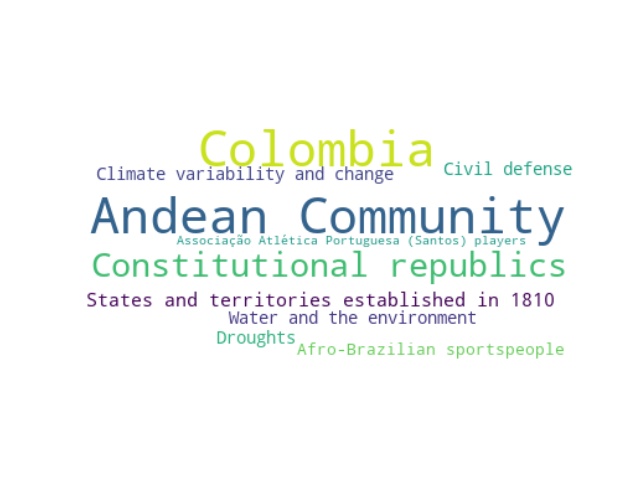 Colombia
Climate variability and change
Civil defense
Andean Community
Associação Atlética Portuguesa (Santos) players
Constitutional republics
States and territories established in 1810
Water and the environment
Droughts
Afro-Brazilian sportspeople